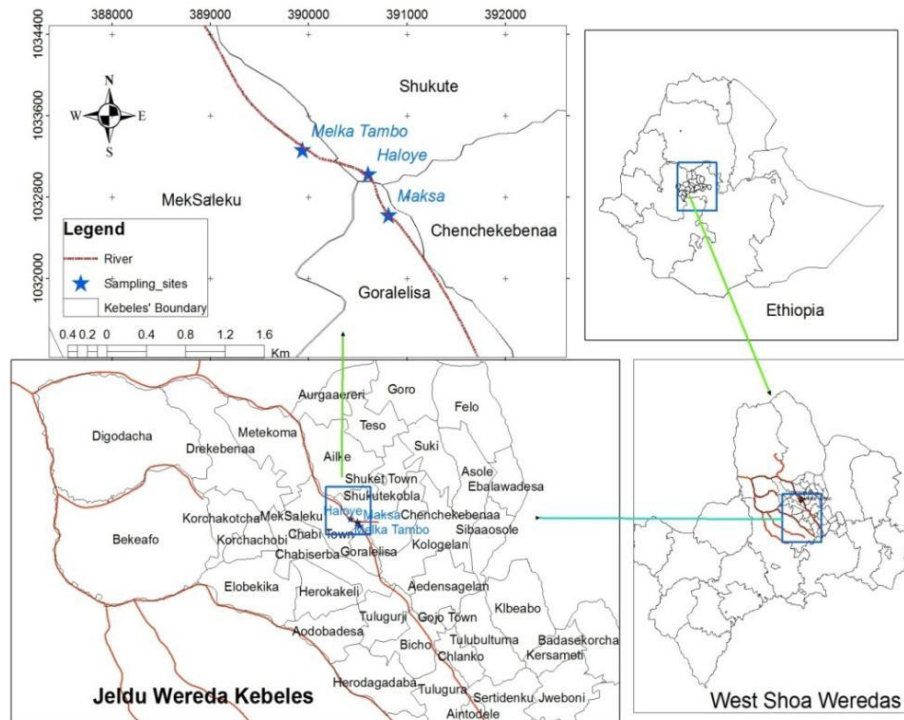 388000 389000 390000 391000 392000
1034400
1033600
1032800
1032000
N
W E
S
Shukute
Melka Tambo
Haloye
MekSaleku
Maksa
Chenchekebenaa
Goralelisa
Legend
River
Sampling_sites
Kebeles' Boundary
0.4 0.2 0 0.4 0.8 1.2 1.6
Km
Ethiopia
Aurgaaereri
Goro
Felo
Digodacha
Metekoma
Teso
Drekebenaa
Suki
Ailke
Asole
Shuket Town
Ebalawadesa
Shukutekobla
Korchakotcha
MekSaleku
Haloye
Maksa
Chenchekebenaa
Bekeafo
Korchachobi
Chabi Town
Melka Tambo
Sibaaosole
Chabiserba
Goralelisa
Kologelan
Elobekika
Herokakeli
Aedensagelan
Tulugurji
Gojo Town
Klbeabo
Aodobadesa
Bicho
Tulubultuma
Badasekorcha
Chlanko
Kersameti
Herodagadaba
Tulugura
Sertidenku
Jweboni
Aintodele
Jeldu Wereda Kebeles
West Shoa Weredas